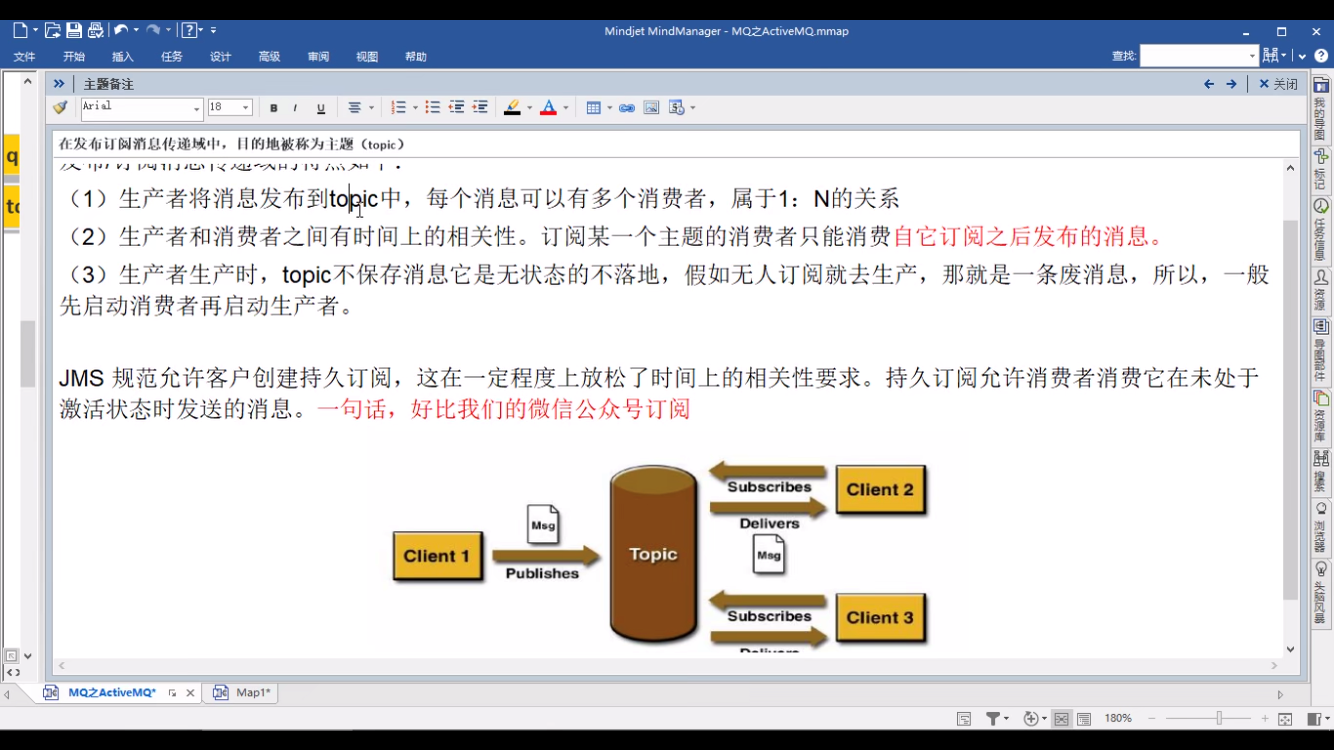 Mindjet MindManager - MQ之ActiveMQ.mmap
文件 开始 插入 任务 设计 高级 审阅 视图 帮助 查找:
主题备注 关闭
Arial 18 B I U A
在发布订阅消息传递域中，目的地被称为主题（topic）
发布/订阅消息传递域的特点如下：
（1）生产者将消息发布到topic中，每个消息可以有多个消费者，属于1：N的关系
（2）生产者和消费者之间有时间上的相关性。订阅某一个主题的消费者只能消费自它订阅之后发布的消息。
（3）生产者生产时，topic不保存消息它是无状态的不落地，假如无人订阅就去生产，那就是一条废消息，所以，一般
先启动消费者再启动生产者。
JMS 规范允许客户创建持久订阅，这在一定程度上放松了时间上的相关性要求。持久订阅允许消费者消费它在未处于
激活状态时发送的消息。一句话，好比我们的微信公众号订阅
Client 1
Msg
Publishes
Topic
Subscribes
Delivers
Msg
Client 2
Subscribes
Delivers
Client 3
我的导图
标记
任务信息
资源
导图部件
资源库
搜索
浏览器
头脑风暴
MQ之ActiveMQ* Map1*
180%